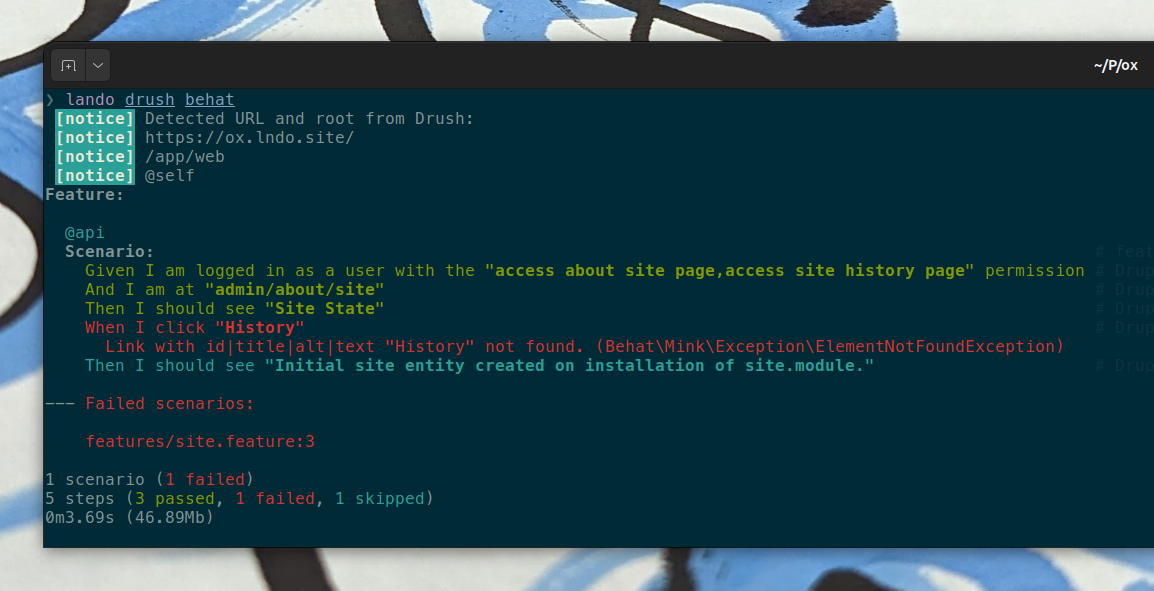 ~/P/ox
❯ lando drush behat
[notice] Detected URL and root from Drush:
[notice] https://ox.lndo.site/
[notice] /app/web
[notice] @self
Feature:
@api
Scenario: # feat
Given I am logged in as a user with the "access about site page,access site history page" permission # Drup
And I am at "admin/about/site" # Drup
Then I should see "Site State" # Drup
When I click "History" # Drup
Link with id|title|alt|text "History" not found. (Behat\Mink\Exception\ElementNotFoundException)
Then I should see "Initial site entity created on installation of site.module." # Drup
--- Failed scenarios:
features/site.feature:3
1 scenario (1 failed)
5 steps (3 passed, 1 failed, 1 skipped)
0m3.69s (46.89Mb)